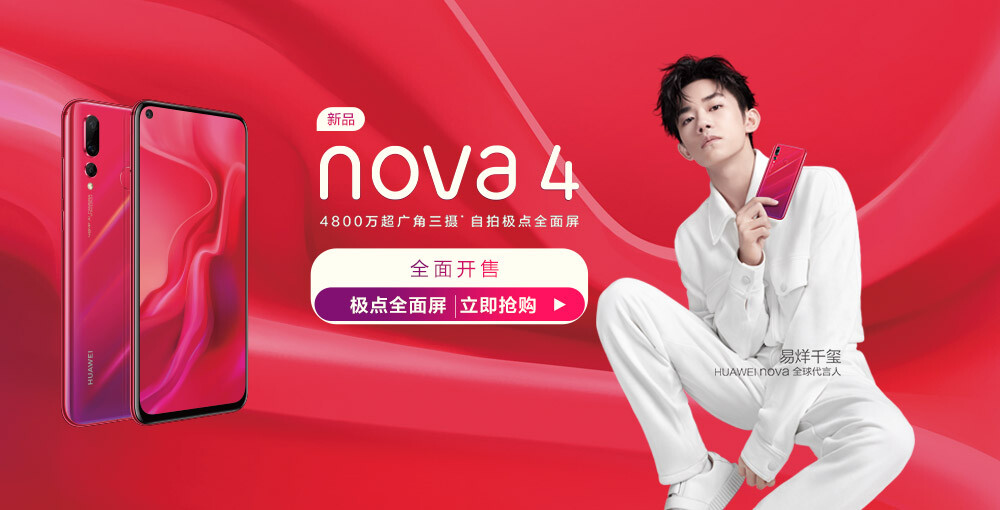 新品
nova 4
4800万超广角三摄* 自拍极点全面屏
全面开售
极点全面屏 | 立即抢购
HUAWEI
易烊千玺
HUAWEI nova 全球代言人